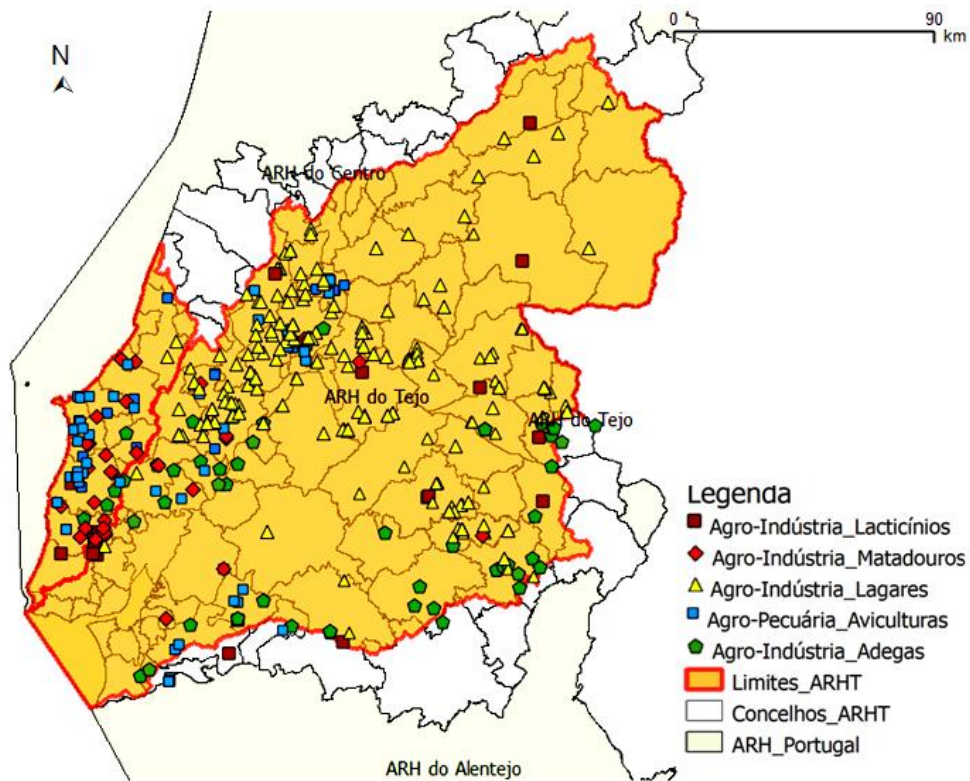 0 90
km
N
ARH do Centro
ARH do Tejo
ARH do Tejo
Legenda
Agro-Indústria_Lacticínios
Agro-Indústria_Matadouros
Agro-Indústria_Lagares
Agro-Pecuária_Aviculturas
Agro-Indústria_Adegas
Limites_ARHT
Concelhos_ARHT
ARH_Portugal
ARH do Alentejo